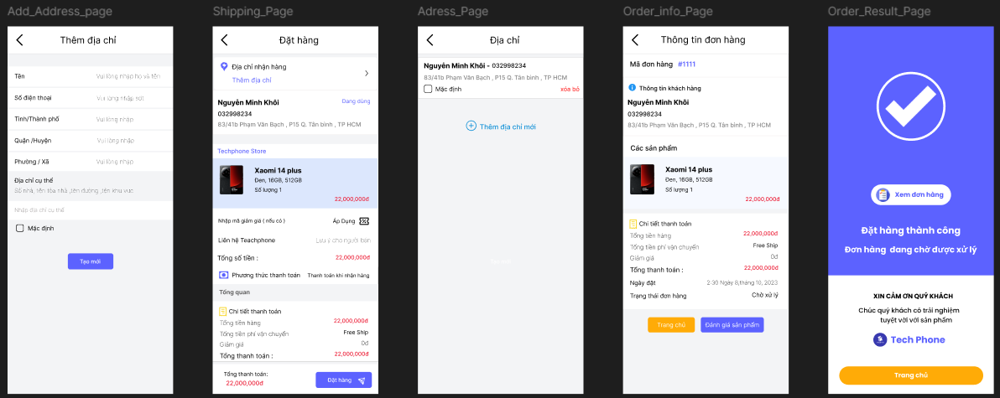 Add_Address_page
Thêm địa chỉ
Tên
Vui lòng nhập họ và tên
Số điện thoại
Vui lòng nhập sđt
Tỉnh/Thành phố
Vui lòng nhập
Quận /Huyện
Vui lòng nhập
Phường / Xã
Vui lòng nhập
Địa chỉ cụ thể
Số nhà, tên tòa nhà ,tên đường ,tên khu vưc
Nhập địa chỉ cụ thể
Mặc định
Tạo mới
Shipping_Page
Đặt hàng
Địa chỉ nhận hàng
Thêm địa chỉ
Nguyễn Minh Khôi
Đang dùng
032998234
83/41b Phạm Văn Bạch , P15 Q. Tân bình , TP HCM
Techphone Store
Xaomi 14 plus
Đen, 16GB, 512GB
Số lượng 1
22,000,000đ
Nhập mã giảm giá ( nếu có )
Áp Dụng
Liên hệ Teachphone
Lưu ý cho người bán
Tổng số tiền :
22,000,000đ
Phương thức thanh toán
Thanh toán khi nhận hàng
Tổng quan
Chi tiết thanh toán
Tổng tiền hàng
22,000,000đ
Tổng tiền phí vận chuyển
Free Ship
Giảm giá
0đ
Tổng thanh toán :
22,000,000đ
Tổng thanh toán:
22,000,000đ
Đặt hàng
Adress_Page
Địa chỉ
Nguyễn Minh Khôi - 032998234
83/41b Phạm Văn Bạch , P15 Q. Tân bình , TP HCM
Mặc định
xóa bỏ
Thêm địa chỉ mới
Order_info_Page
Thông tin đơn hàng
Mã đơn hàng #1111
Thông tin khách hàng
Nguyễn Minh Khôi
032998234
83/41b Phạm Văn Bạch , P15 Q. Tân bình , TP HCM
Các sản phẩm
Xaomi 14 plus
Đen, 16GB, 512GB
Số lượng 1
22,000,000đ
Chi tiết thanh toán
Tổng tiền hàng
22,000,000đ
Tổng tiền phí vận chuyển
Free Ship
Giảm giá
0đ
Tổng thanh toán :
22,000,000đ
Ngày đặt
2:30 Ngày 8,tháng 10, 2023
Trạng thái đơn hàng
Chờ xử lý
Trang chủ
Đánh giá sản phẩm
Order_Result_Page
Xem đơn hàng
Đặt hàng thành công
Đơn hàng đang chờ được xử lý
XIN CẢM ƠN QUÝ KHÁCH
Chúc quý khách có trải nghiệm
tuyệt vời với sản phẩm
Tech Phone
Trang chủ